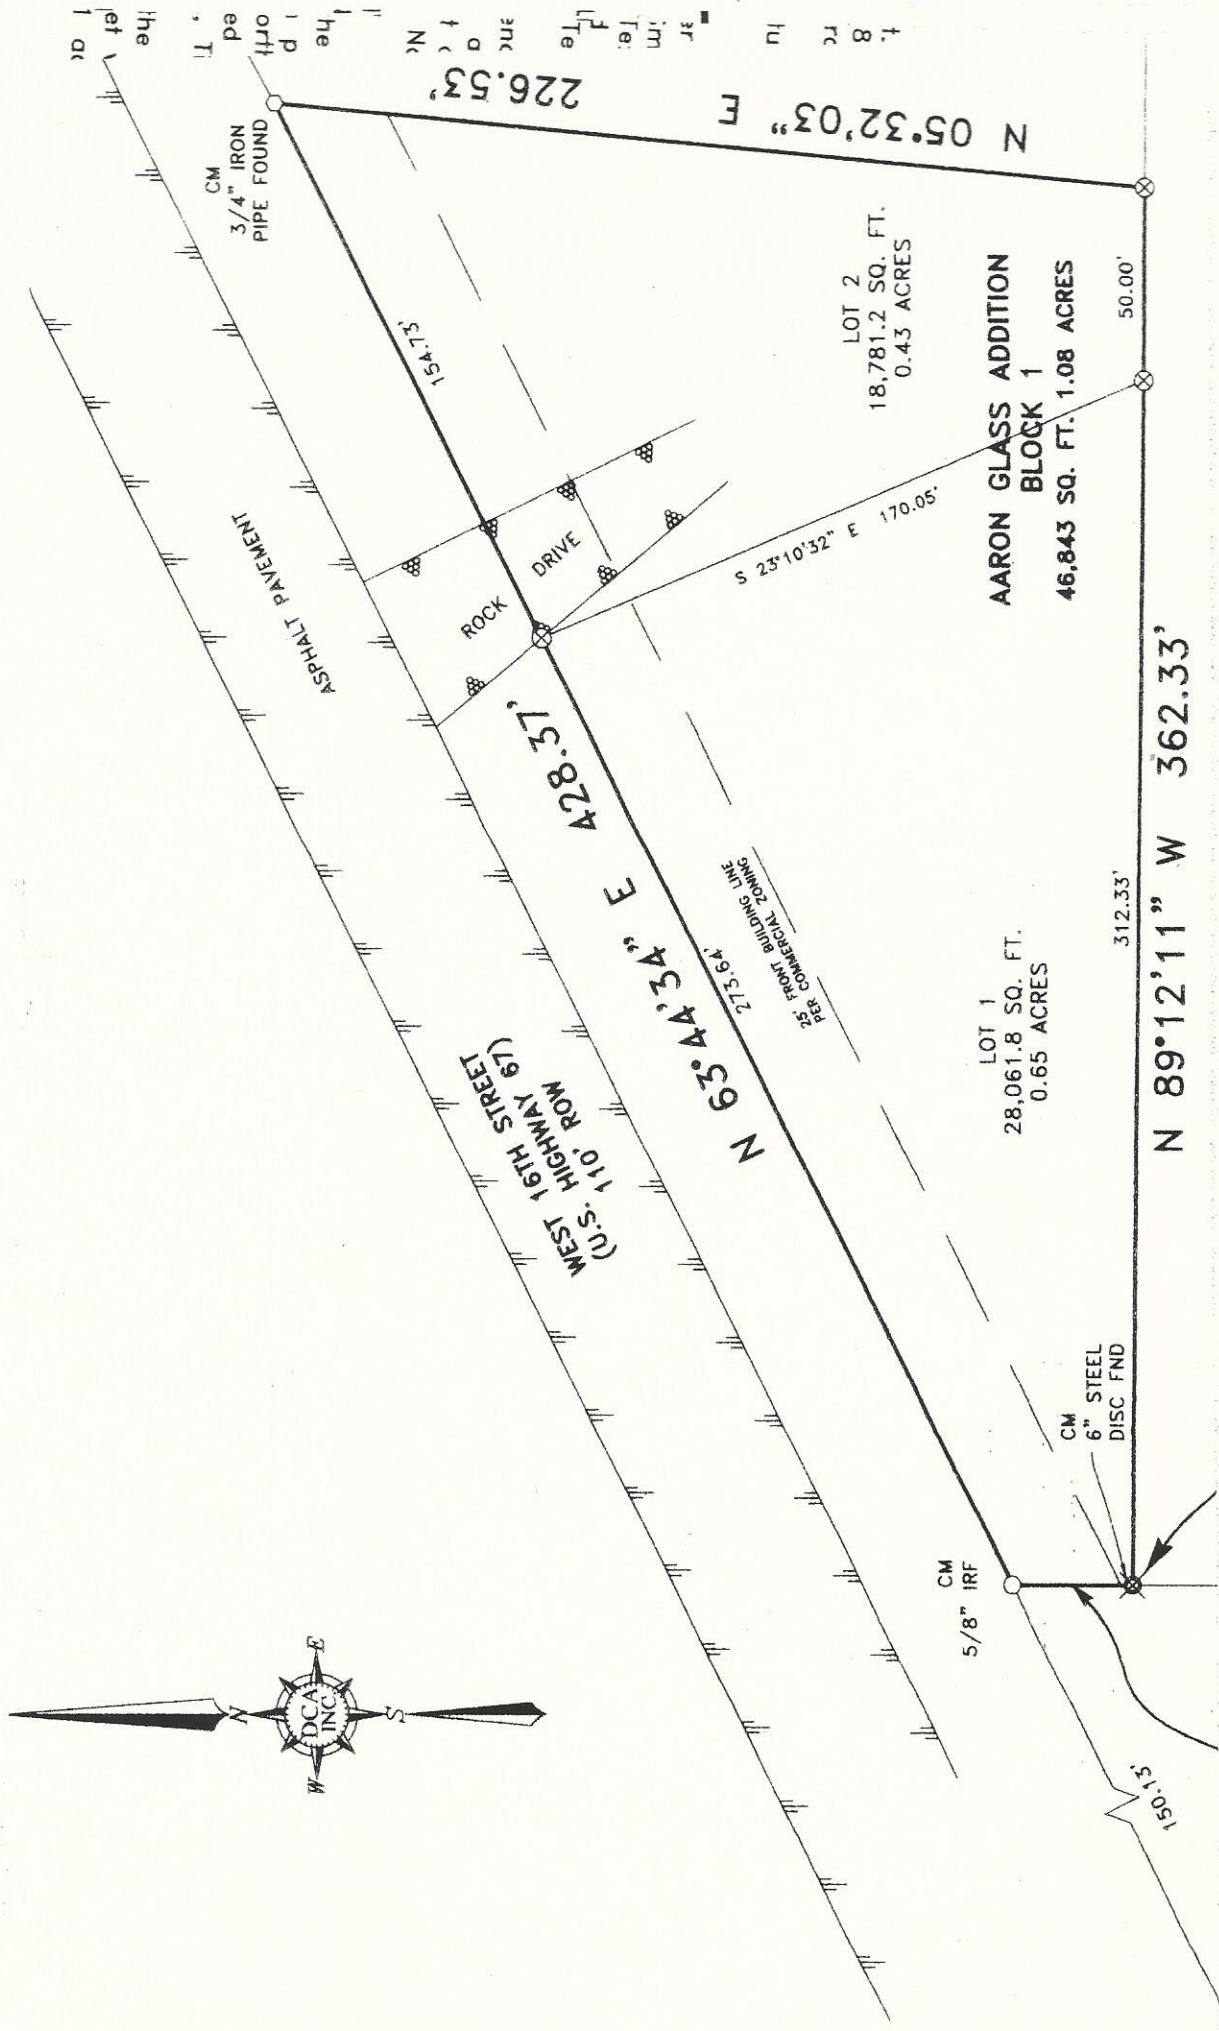 CM
3/4" IRON
PIPE FOUND
N 05°32'03" E 226.53'
154.73'
ASPHALT PAVEMENT
ROCK
DRIVE
LOT 2
18,781.2 SQ. FT.
0.43 ACRES
AARON GLASS ADDITION
BLOCK 1
46,843 SQ. FT. 1.08 ACRES
50.00'
S 23°10'32" E 170.05'
N 63°44'34" E 428.37'
273.64'
25' FRONT BUILDING LINE
PER COMMERCIAL ZONING
WEST 16TH STREET
(U.S. HIGHWAY 67)
110' ROW
LOT 1
28,061.8 SQ. FT.
0.65 ACRES
312.33'
N 89°12'11" W 362.33'
CM
6" STEEL
DISC FND
CM
5/8" IRF
150.13'
N
W
DCA
INC.
E
S